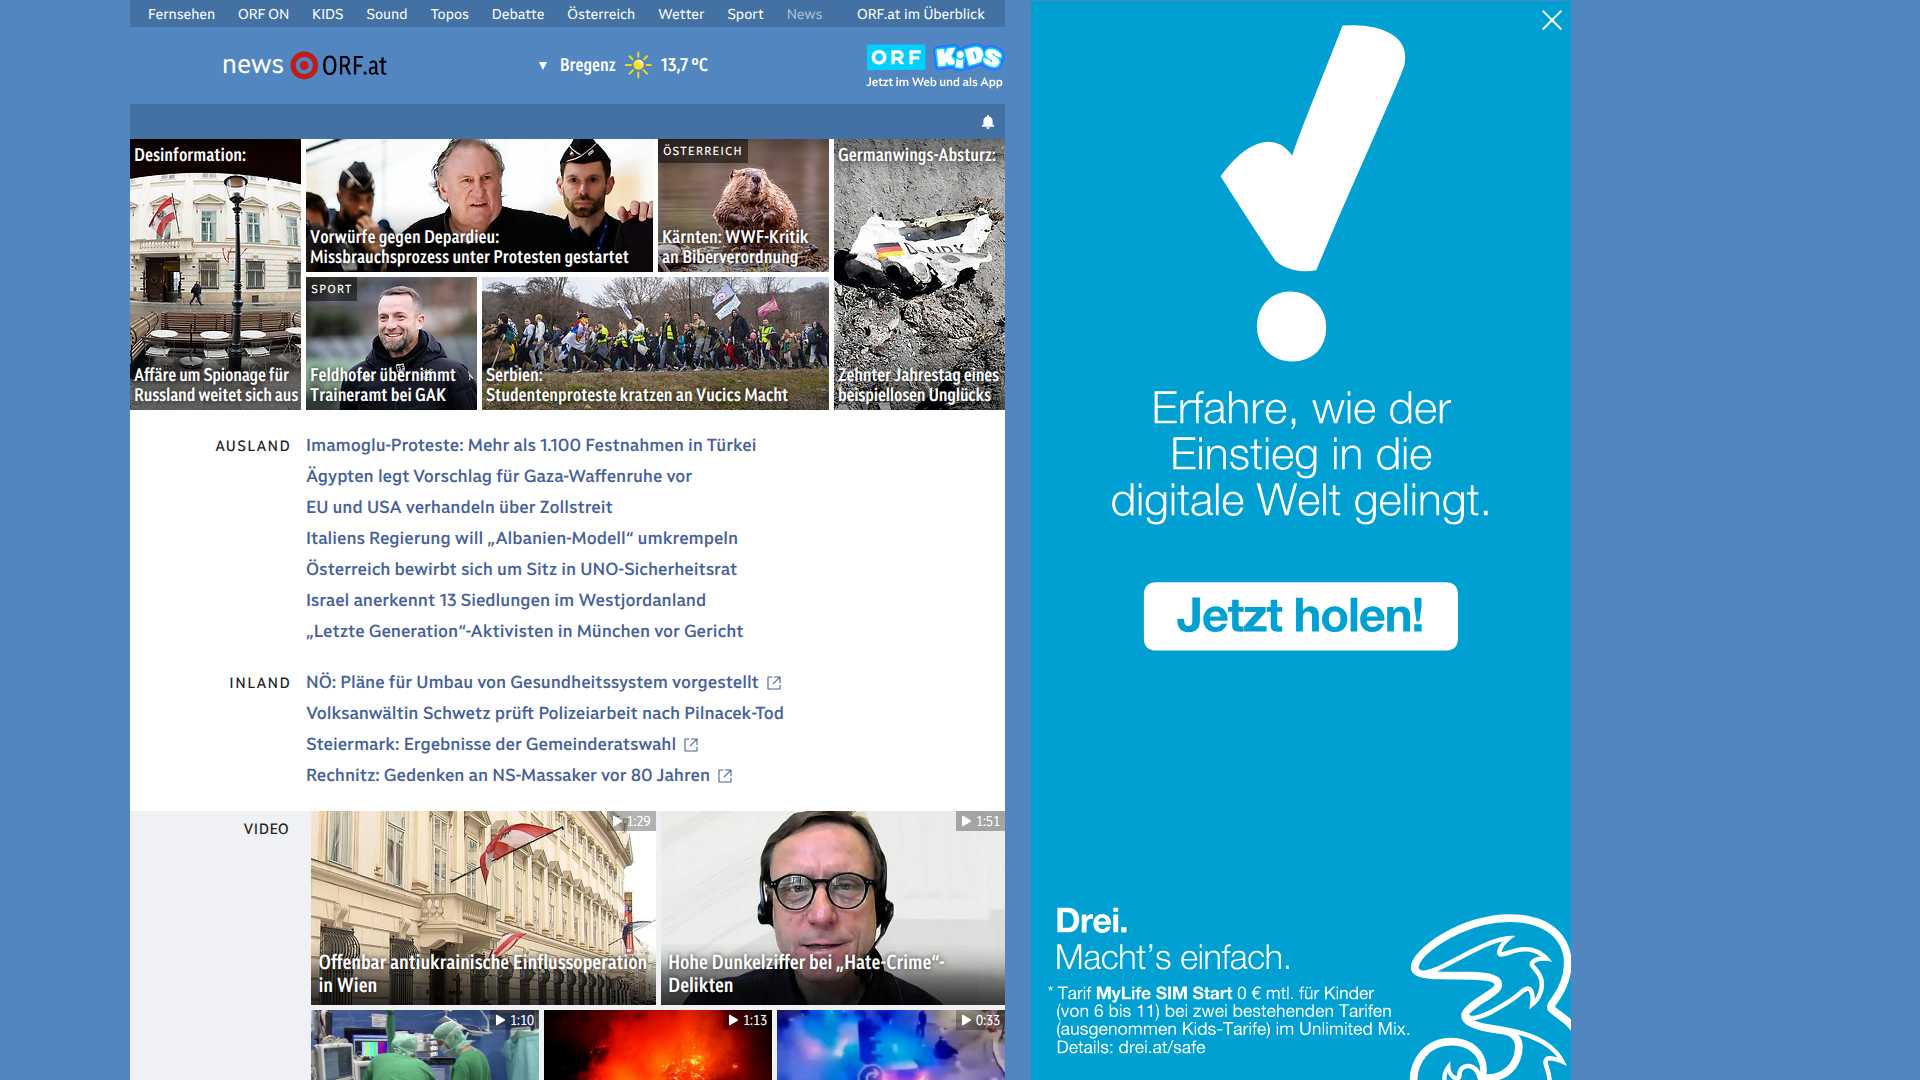 Fernsehen ORF ON KIDS Sound Topos Debatte Österreich Wetter Sport News ORF.at im Überblick
news ORF.at
Bregenz 13,7 °C
ORF KiDS
Jetzt im Web und als App
Desinformation:
Affäre um Spionage für
Russland weitet sich aus
Vorwürfe gegen Depardieu:
Missbrauchsprozess unter Protesten gestartet
ÖSTERREICH
Kärnten: WWF-Kritik
an Biberverordnung
Germanwings-Absturz:
Zehnter Jahrestag eines
beispiellosen Unglücks
SPORT
Feldhofer übernimmt
Traineramt bei GAK
Serbien:
Studentenproteste kratzen an Vucics Macht
AUSLAND
Imamoglu-Proteste: Mehr als 1.100 Festnahmen in Türkei
Ägypten legt Vorschlag für Gaza-Waffenruhe vor
EU und USA verhandeln über Zollstreit
Italiens Regierung will „Albanien-Modell“ umkrempeln
Österreich bewirbt sich um Sitz in UNO-Sicherheitsrat
Israel anerkennt 13 Siedlungen im Westjordanland
„Letzte Generation“-Aktivisten in München vor Gericht
INLAND
NÖ: Pläne für Umbau von Gesundheitssystem vorgestellt
Volksanwältin Schwetz prüft Polizeiarbeit nach Pilnacek-Tod
Steiermark: Ergebnisse der Gemeinderatswahl
Rechnitz: Gedenken an NS-Massaker vor 80 Jahren
VIDEO
1:29
Offenbar antiukrainische Einflussoperation
in Wien
1:51
Hohe Dunkelziffer bei „Hate-Crime“-
Delikten
1:10
1:13
0:33
Erfahre, wie der
Einstieg in die
digitale Welt gelingt.
Jetzt holen!
Drei.
Macht’s einfach.
* Tarif MyLife SIM Start 0 € mtl. für Kinder
(von 6 bis 11) bei zwei bestehenden Tarifen
(ausgenommen Kids-Tarife) im Unlimited Mix.
Details: drei.at/safe